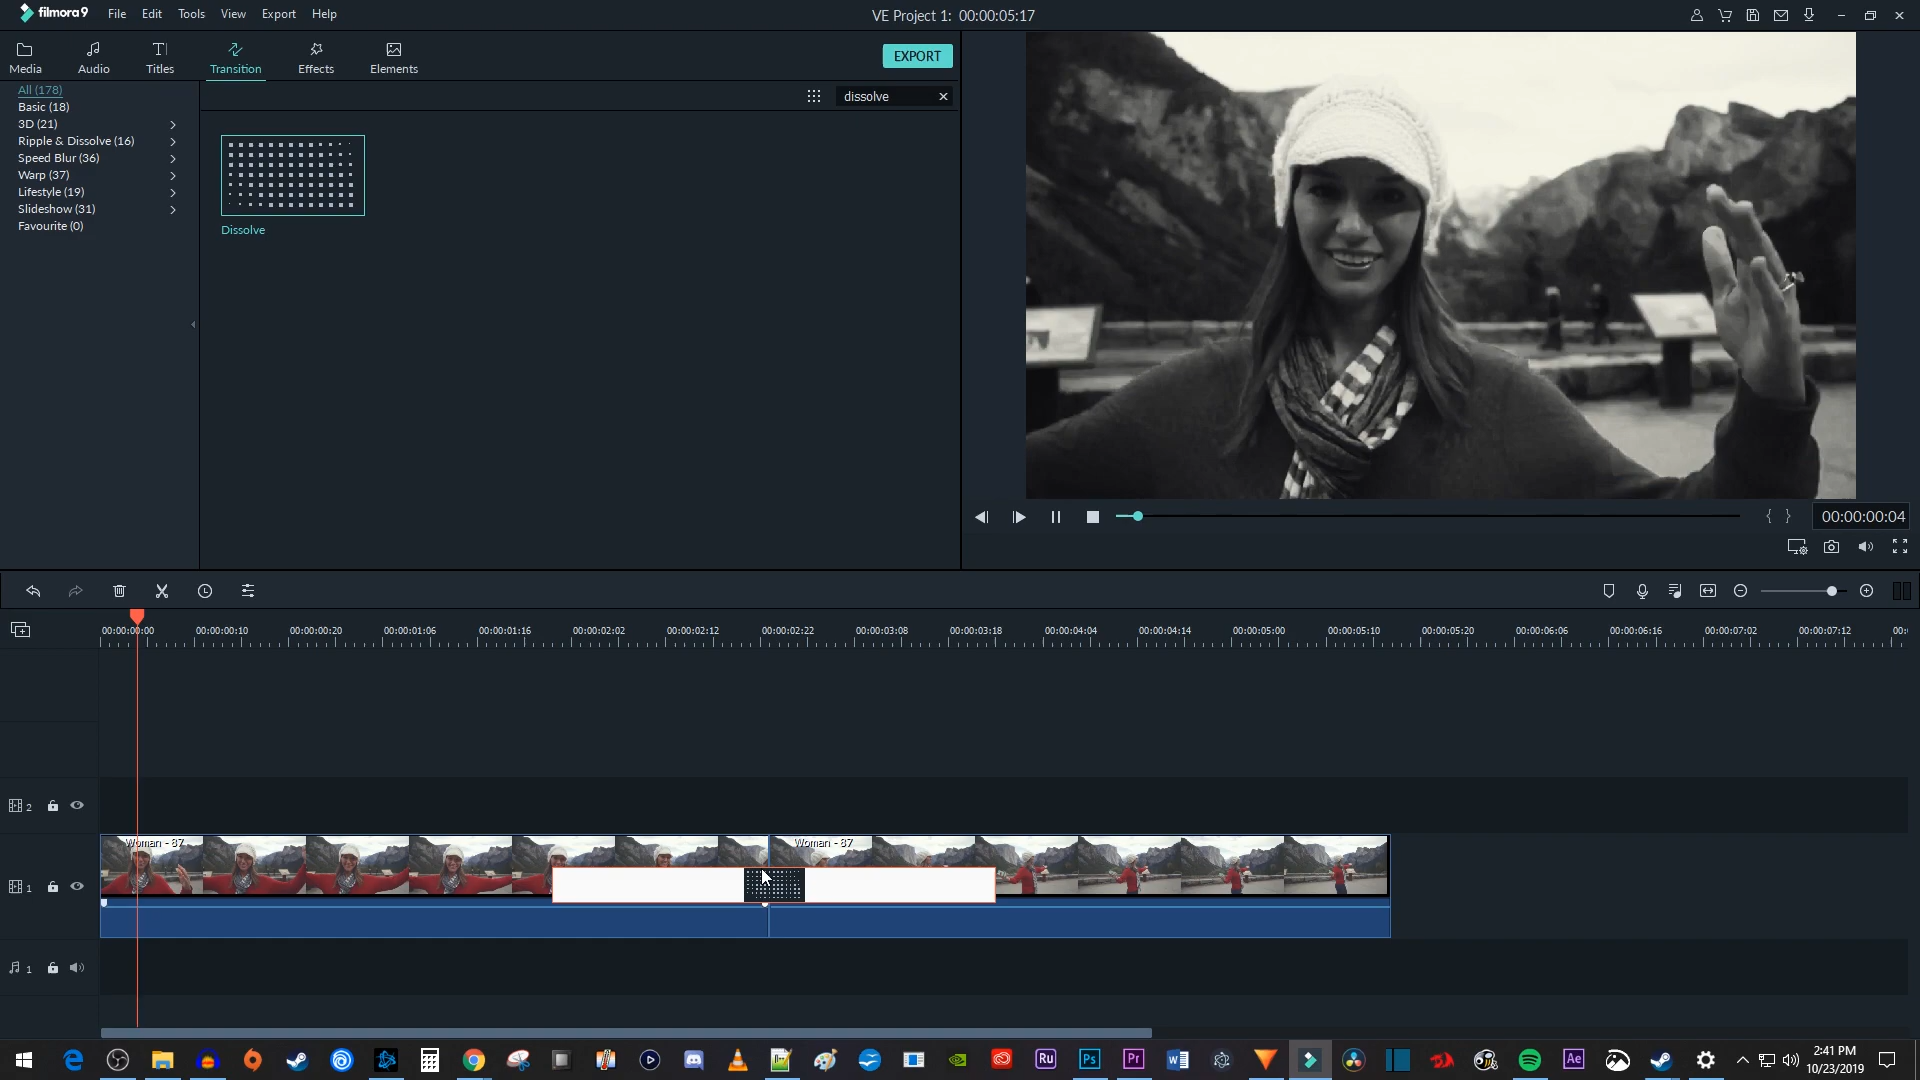 filmora9 File Edit Tools View Export Help VE Project 1: 00:00:05:17
Media Audio Titles Transition Effects Elements EXPORT
All (178)
dissolve
Basic (18)
3D (21)
Ripple & Dissolve (16)
Speed Blur (36)
Warp (37)
Lifestyle (19)
Slideshow (31)
Favourite (0)
Dissolve
00:00:00:04
00:00:00:00 00:00:00:10 00:00:00:20 00:00:01:06 00:00:01:16 00:00:02:02 00:00:02:12 00:00:02:22 00:00:03:08 00:00:03:18 00:00:04:04 00:00:04:14 00:00:05:00 00:00:05:10 00:00:05:20 00:00:06:06 00:00:06:16 00:00:07:02 00:00:07:12
2
Woman - 87 Woman - 87
1
1
Ru Ps Pr Ae
2:41 PM
10/23/2019